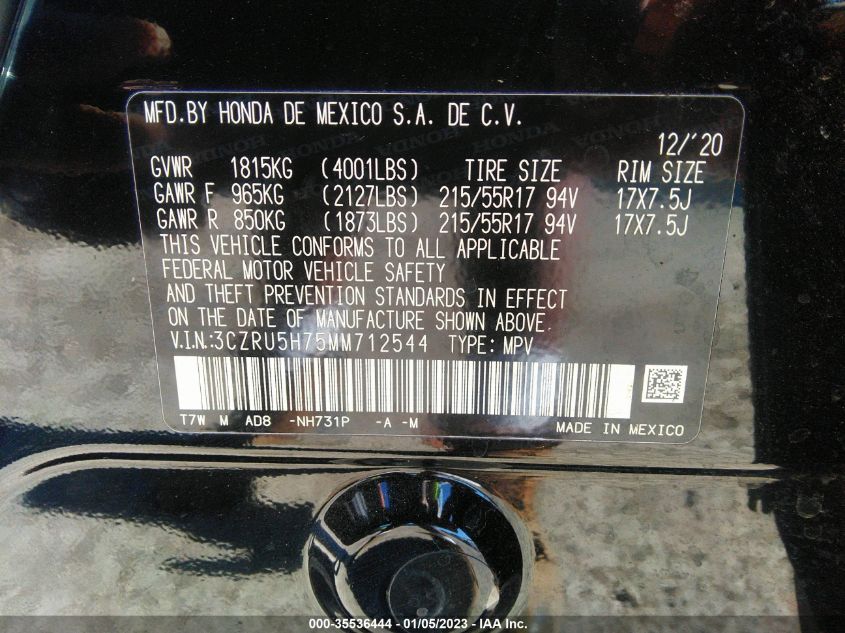 MFD.BY HONDA DE MEXICO S.A. DE C.V.
12/'20
GVWR 1815KG (4001LBS) TIRE SIZE RIM SIZE
GAWR F 965KG (2127LBS) 215/55R17 94V 17X7.5J
GAWR R 850KG (1873LBS) 215/55R17 94V 17X7.5J
THIS VEHICLE CONFORMS TO ALL APPLICABLE
FEDERAL MOTOR VEHICLE SAFETY
AND THEFT PREVENTION STANDARDS IN EFFECT
ON THE DATE OF MANUFACTURE SHOWN ABOVE.
V.I.N.:3CZRU5H75MM712544 TYPE: MPV
T7W M AD8 -NH731P -A -M
MADE IN MEXICO
000-35536444 - 01/05/2023 - IAA Inc.